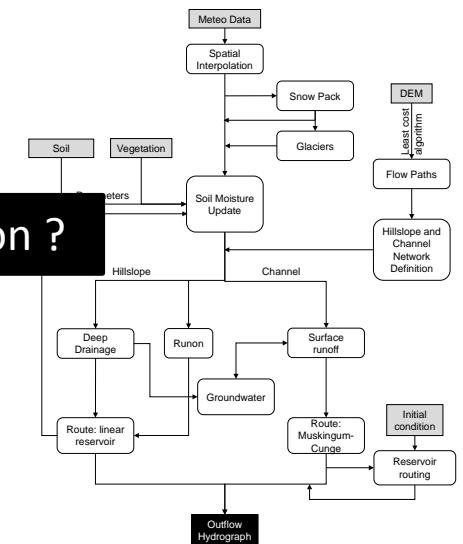 Meteo Data
Spatial
Interpolation
Snow Pack
DEM
Least cost
algorithm
Glaciers
Soil
Vegetation
Flow Paths
Soil Moisture
Update
on ?
Hillslope and
Channel
Network
Definition
Hillslope
Channel
Deep
Drainage
Runon
Surface
runoff
Groundwater
Initial
condition
Route: linear
reservoir
Route:
Muskingum-
Cunge
Reservoir
routing
Outflow
Hydrograph